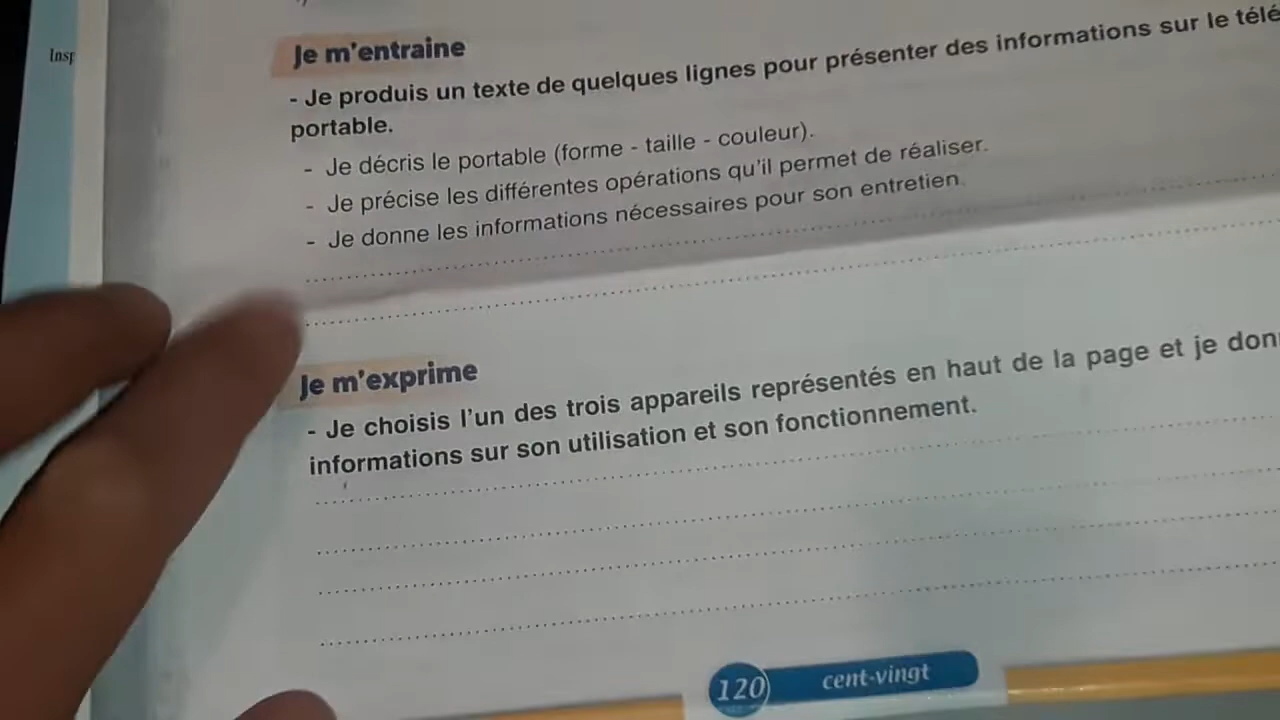 Insp
Je m'entraine
- Je produis un texte de quelques lignes pour présenter des informations sur le télé
portable.
- Je décris le portable (forme - taille - couleur).
- Je précise les différentes opérations qu'il permet de réaliser.
- Je donne les informations nécessaires pour son entretien.
Je m'exprime
- Je choisis l'un des trois appareils représentés en haut de la page et je don
informations sur son utilisation et son fonctionnement.
120 cent-vingt